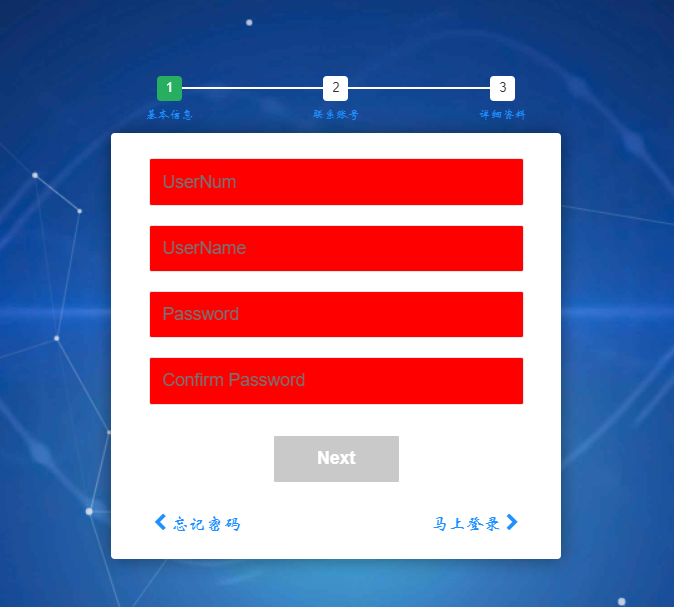 1 2 3
基本信息 联系账号 详细资料
UserNum
UserName
Password
Confirm Password
Next
忘记密码 马上登录